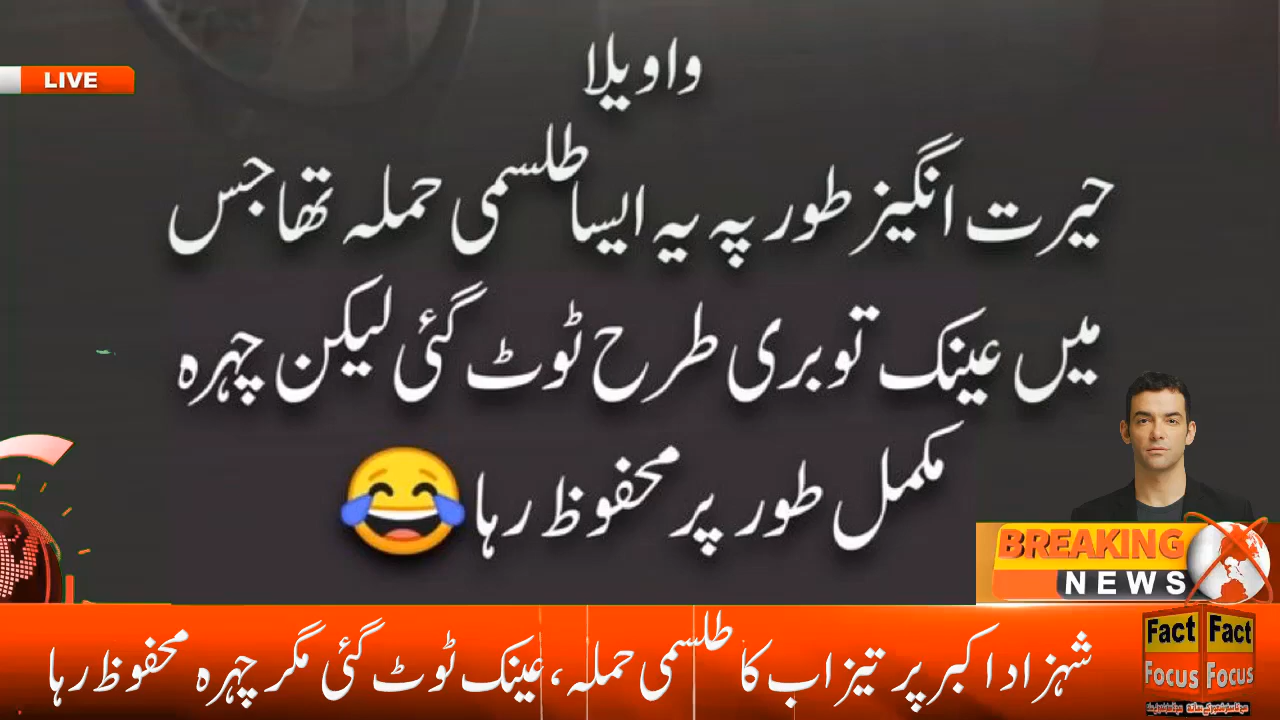 LIVE
واویلا
حیرت انگیز طور پہ یہ ایسا طلسمی حملہ تھا جس
میں عینک تو بری طرح ٹوٹ گئی لیکن چہرہ
مکمل طور پر محفوظ رہا😂
BREAKING
NEWS
شہزاد اکبر پر تیزاب کا طلسمی حملہ، عینک ٹوٹ گئی مگر چہرہ محفوظ رہا
Fact Fact
Focus Focus